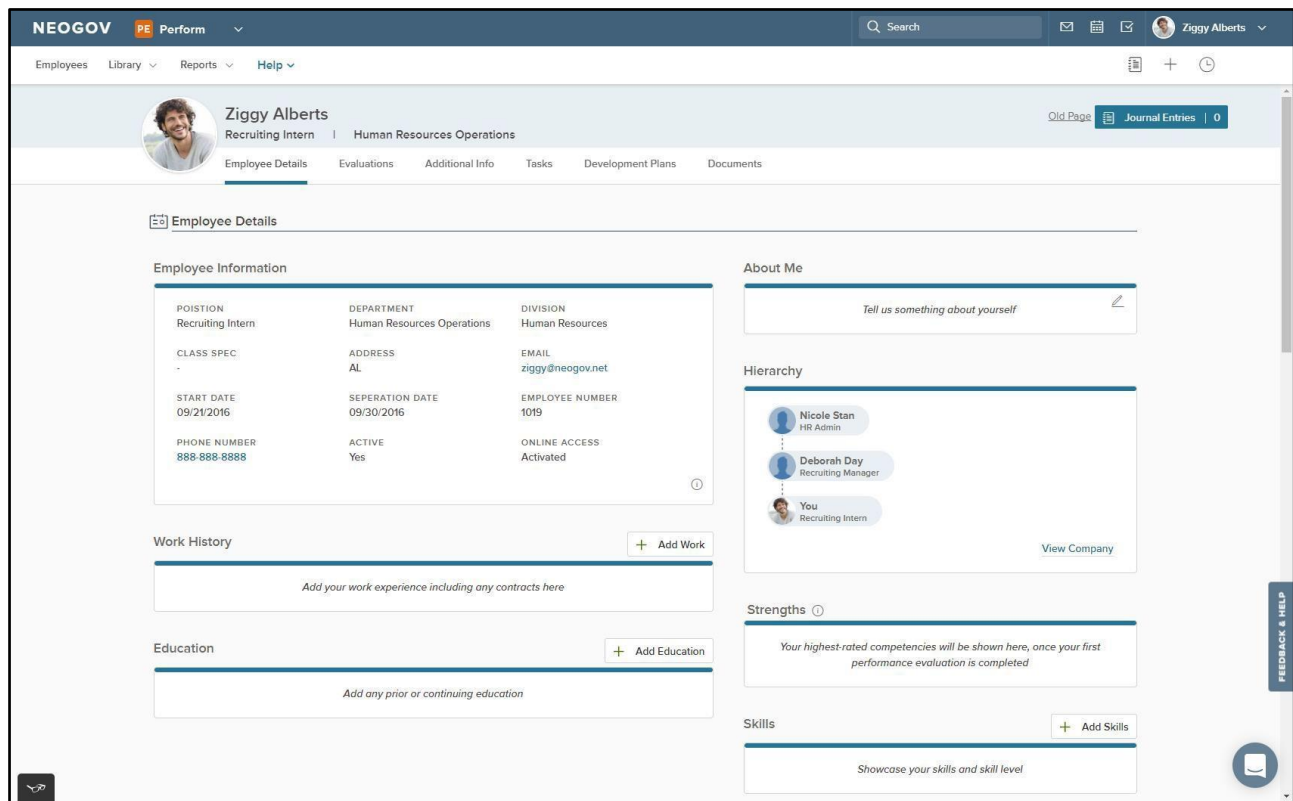 NEOGOV PE Perform Search Ziggy Alberts
Employees Library Reports Help
Ziggy Alberts
Recruiting Intern | Human Resources Operations
Old Page Journal Entries | 0
Employee Details Evaluations Additional Info Tasks Development Plans Documents
Employee Details
Employee Information
POISTION DEPARTMENT DIVISION
Recruiting Intern Human Resources Operations Human Resources
CLASS SPEC ADDRESS EMAIL
- AL ziggy@neogov.net
START DATE SEPERATION DATE EMPLOYEE NUMBER
09/21/2016 09/30/2016 1019
PHONE NUMBER ACTIVE ONLINE ACCESS
888-888-8888 Yes Activated
Work History
+ Add Work
Add your work experience including any contracts here
Education
+ Add Education
Add any prior or continuing education
About Me
Tell us something about yourself
Hierarchy
Nicole Stan
HR Admin
Deborah Day
Recruiting Manager
You
Recruiting Intern
View Company
Strengths
Your highest-rated competencies will be shown here, once your first
performance evaluation is completed
Skills
+ Add Skills
Showcase your skills and skill level
FEEDBACK & HELP